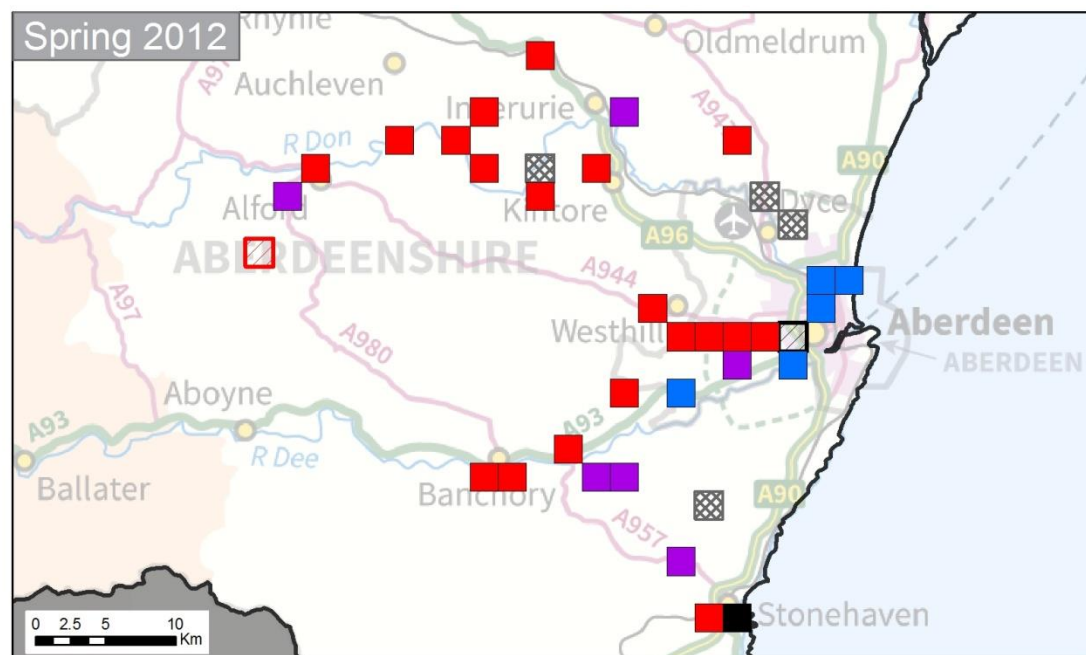 Spring 2012
Rhynie
Oldmeldrum
Auchleven
Inverurie
A947
A97
R Don
A90
Dyce
Alford
Kintore
A96
ABERDEENSHIRE
A944
A97
Westhill
Aberdeen
ABERDEEN
A980
Aboyne
A93
A93
R Dee
Ballater
Banchory
A90
A957
Stonehaven
0 2.5 5 10
Km